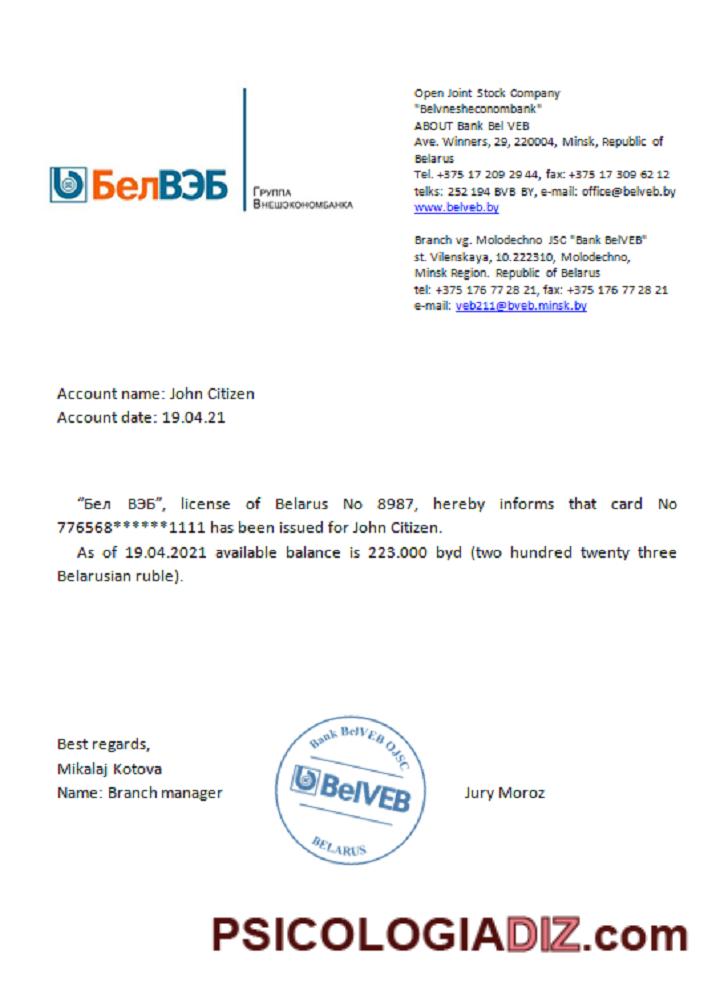 БелВЭБ
Группа
Внешэкономбанка
Open Joint Stock Company
"Belvnesheconombank"
ABOUT Bank Bel VEB
Ave. Winners, 29, 220004, Minsk, Republic of
Belarus
Tel. +375 17 209 29 44, fax: +375 17 309 62 12
telks: 252 194 BVB BY, e-mail: office@belveb.by
www.belveb.by
Branch vg. Molodechno JSC "Bank BelVEB"
st. Vilenskaya, 10.222310, Molodechno,
Minsk Region. Republic of Belarus
tel: +375 176 77 28 21, fax: +375 176 77 28 21
e-mail: veb211@bveb.minsk.by
Account name: John Citizen
Account date: 19.04.21
“Бел ВЭБ”, license of Belarus No 8987, hereby informs that card No
776568******1111 has been issued for John Citizen.
As of 19.04.2021 available balance is 223.000 byd (two hundred twenty three
Belarusian ruble).
Best regards,
Mikalaj Kotova
Name: Branch manager
Bank BelVEB OJSC
BelVEB
BELARUS
Jury Moroz
PSICOLOGIADIZ.com